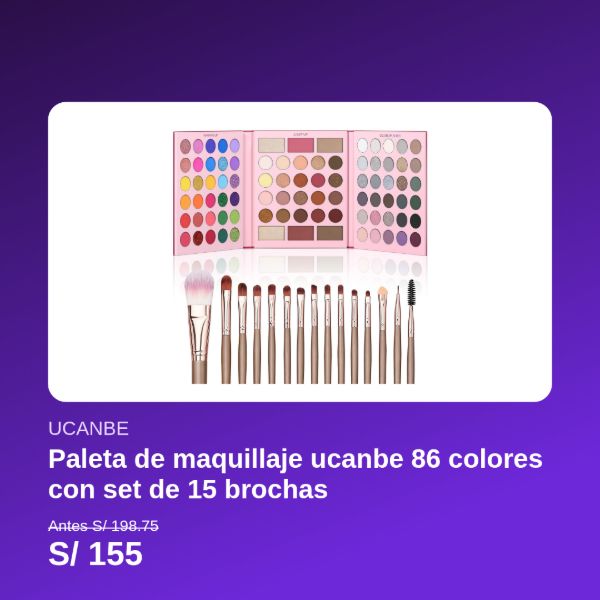 UCANBE
Paleta de maquillaje ucanbe 86 colores
con set de 15 brochas
Antes S/ 198.75
S/ 155